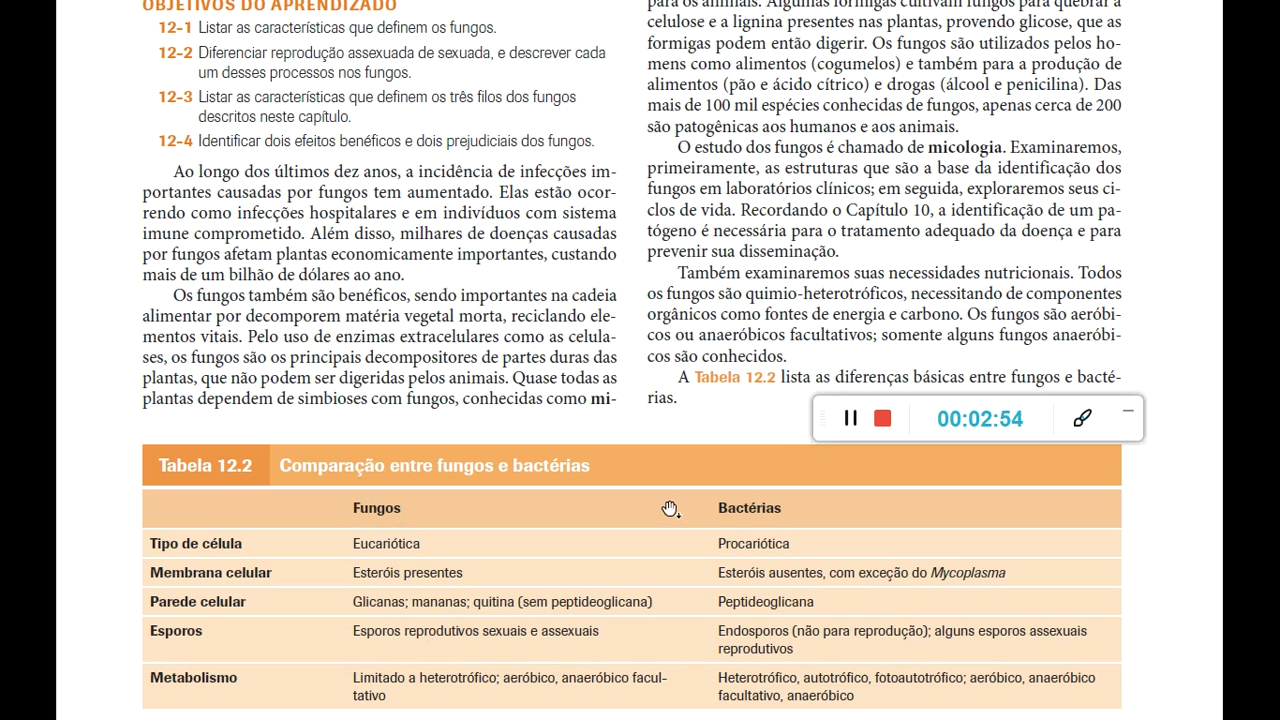 OBJETIVOS DO APRENDIZADO
12-1 Listar as características que definem os fungos.
12-2 Diferenciar reprodução assexuada de sexuada, e descrever cada
um desses processos nos fungos.
12-3 Listar as características que definem os três filos dos fungos
descritos neste capítulo.
12-4 Identificar dois efeitos benéficos e dois prejudiciais dos fungos.
Ao longo dos últimos dez anos, a incidência de infecções im-
portantes causadas por fungos tem aumentado. Elas estão ocor-
rendo como infecções hospitalares e em indivíduos com sistema
imune comprometido. Além disso, milhares de doenças causadas
por fungos afetam plantas economicamente importantes, custando
mais de um bilhão de dólares ao ano.
Os fungos também são benéficos, sendo importantes na cadeia
alimentar por decomporem matéria vegetal morta, reciclando ele-
mentos vitais. Pelo uso de enzimas extracelulares como as celula-
ses, os fungos são os principais decompositores de partes duras das
plantas, que não podem ser digeridas pelos animais. Quase todas as
plantas dependem de simbioses com fungos, conhecidas como mi-
para os animais. Algumas formigas cultivam fungos para quebrar a
celulose e a lignina presentes nas plantas, provendo glicose, que as
formigas podem então digerir. Os fungos são utilizados pelos ho-
mens como alimentos (cogumelos) e também para a produção de
alimentos (pão e ácido cítrico) e drogas (álcool e penicilina). Das
mais de 100 mil espécies conhecidas de fungos, apenas cerca de 200
são patogênicas aos humanos e aos animais.
O estudo dos fungos é chamado de micologia. Examinaremos,
primeiramente, as estruturas que são a base da identificação dos
fungos em laboratórios clínicos; em seguida, exploraremos seus ci-
clos de vida. Recordando o Capítulo 10, a identificação de um pa-
tógeno é necessária para o tratamento adequado da doença e para
prevenir sua disseminação.
Também examinaremos suas necessidades nutricionais. Todos
os fungos são quimio-heterotróficos, necessitando de componentes
orgânicos como fontes de energia e carbono. Os fungos são aeróbi-
cos ou anaeróbicos facultativos; somente alguns fungos anaeróbi-
cos são conhecidos.
A Tabela 12.2 lista as diferenças básicas entre fungos e bacté-
rias.
00:02:54
Tabela 12.2 Comparação entre fungos e bactérias
Fungos Bactérias
Tipo de célula Eucariótica Procariótica
Membrana celular Esteróis presentes Esteróis ausentes, com exceção do Mycoplasma
Parede celular Glicanas; mananas; quitina (sem peptideoglicana) Peptideoglicana
Esporos Esporos reprodutivos sexuais e assexuais Endosporos (não para reprodução); alguns esporos assexuais
reprodutivos
Metabolismo Limitado a heterotrófico; aeróbico, anaeróbico facul- Heterotrófico, autotrófico, fotoautotrófico; aeróbico, anaeróbico
tativo facultativo, anaeróbico